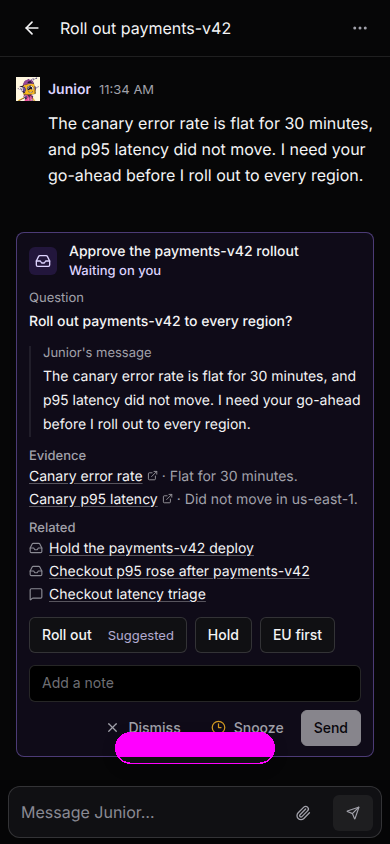 Roll out payments-v42
Junior 11:34 AM
The canary error rate is flat for 30 minutes,
and p95 latency did not move. I need your
go-ahead before I roll out to every region.
Approve the payments-v42 rollout
Waiting on you
Question
Roll out payments-v42 to every region?
Junior's message
The canary error rate is flat for 30 minutes, and
p95 latency did not move. I need your go-ahead
before I roll out to every region.
Evidence
Canary error rate · Flat for 30 minutes.
Canary p95 latency · Did not move in us-east-1.
Related
Hold the payments-v42 deploy
Checkout p95 rose after payments-v42
Checkout latency triage
Roll out Suggested Hold EU first
Add a note
Dismiss Snooze Send
Message Junior...